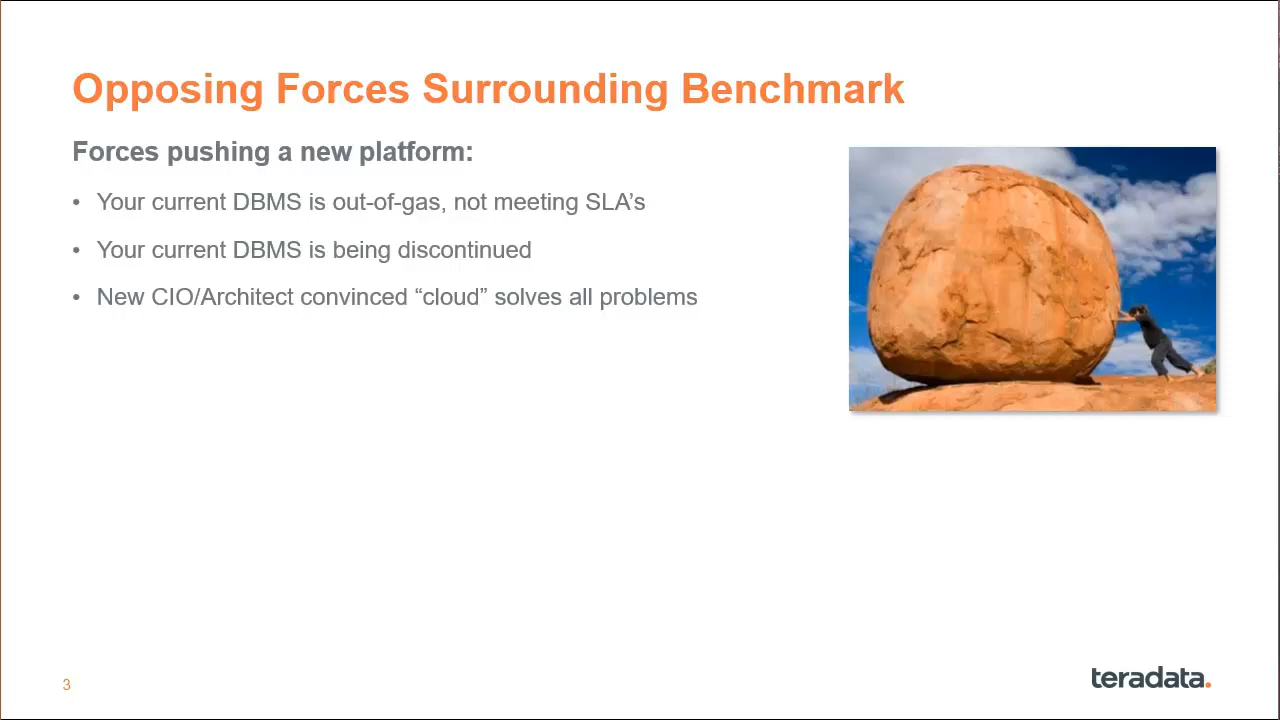 Opposing Forces Surrounding Benchmark
Forces pushing a new platform:
• Your current DBMS is out-of-gas, not meeting SLA’s
• Your current DBMS is being discontinued
• New CIO/Architect convinced “cloud” solves all problems
3
teradata.